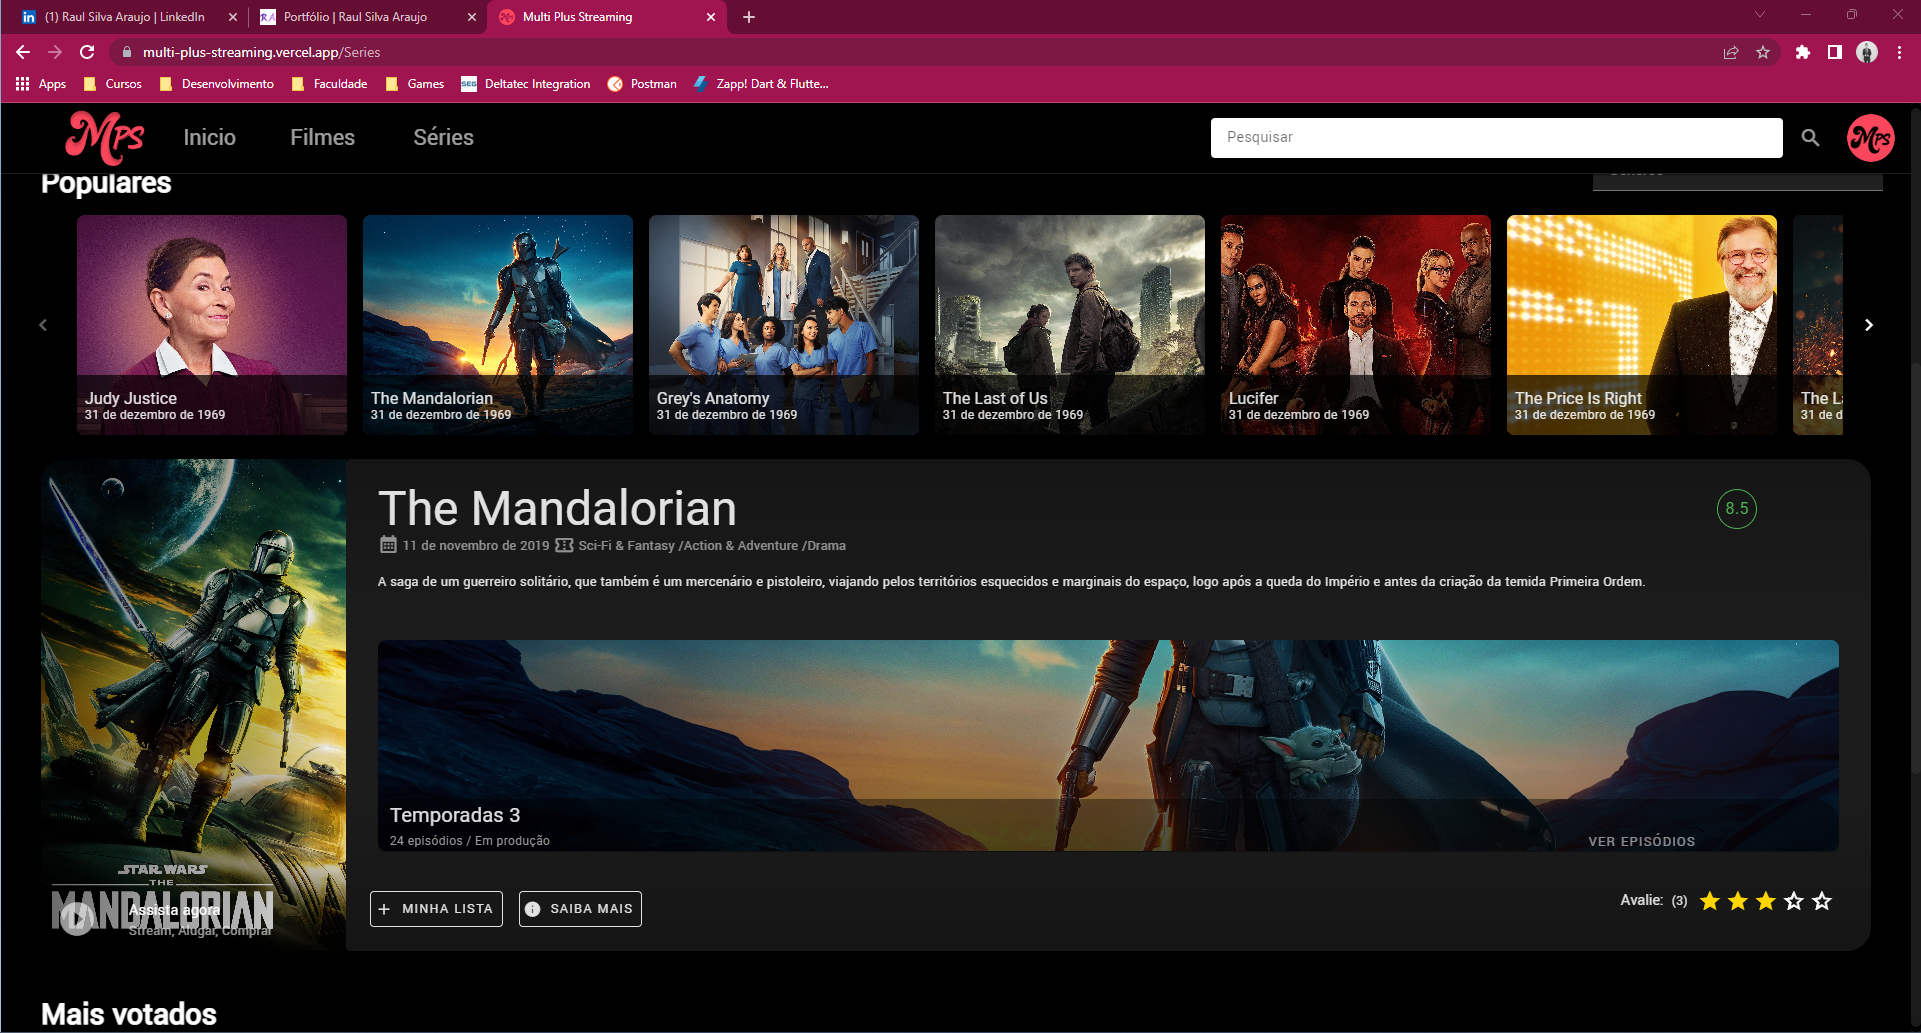 (1) Raul Silva Araujo | LinkedIn
Portfólio | Raul Silva Araujo
Multi Plus Streaming
multi-plus-streaming.vercel.app/Series
Apps
Cursos
Desenvolvimento
Faculdade
Games
SEG
Deltatec Integration
Postman
Zapp! Dart & Flutte...
Mps
Inicio
Filmes
Séries
Pesquisar
Mps
Populares
Judy Justice
31 de dezembro de 1969
The Mandalorian
31 de dezembro de 1969
Grey's Anatomy
31 de dezembro de 1969
The Last of Us
31 de dezembro de 1969
Lucifer
31 de dezembro de 1969
The Price Is Right
31 de dezembro de 1969
The La
31 de d
The Mandalorian
8.5
11 de novembro de 2019
Sci-Fi & Fantasy /Action & Adventure /Drama
A saga de um guerreiro solitário, que também é um mercenário e pistoleiro, viajando pelos territórios esquecidos e marginais do espaço, logo após a queda do Império e antes da criação da temida Primeira Ordem.
Temporadas 3
24 episódios / Em produção
VER EPISÓDIOS
STAR WARS
THE
MANDALORIAN
Assista agora
Stream, Alugar, Comprar
MINHA LISTA
SAIBA MAIS
Avalie: (3)
Mais votados